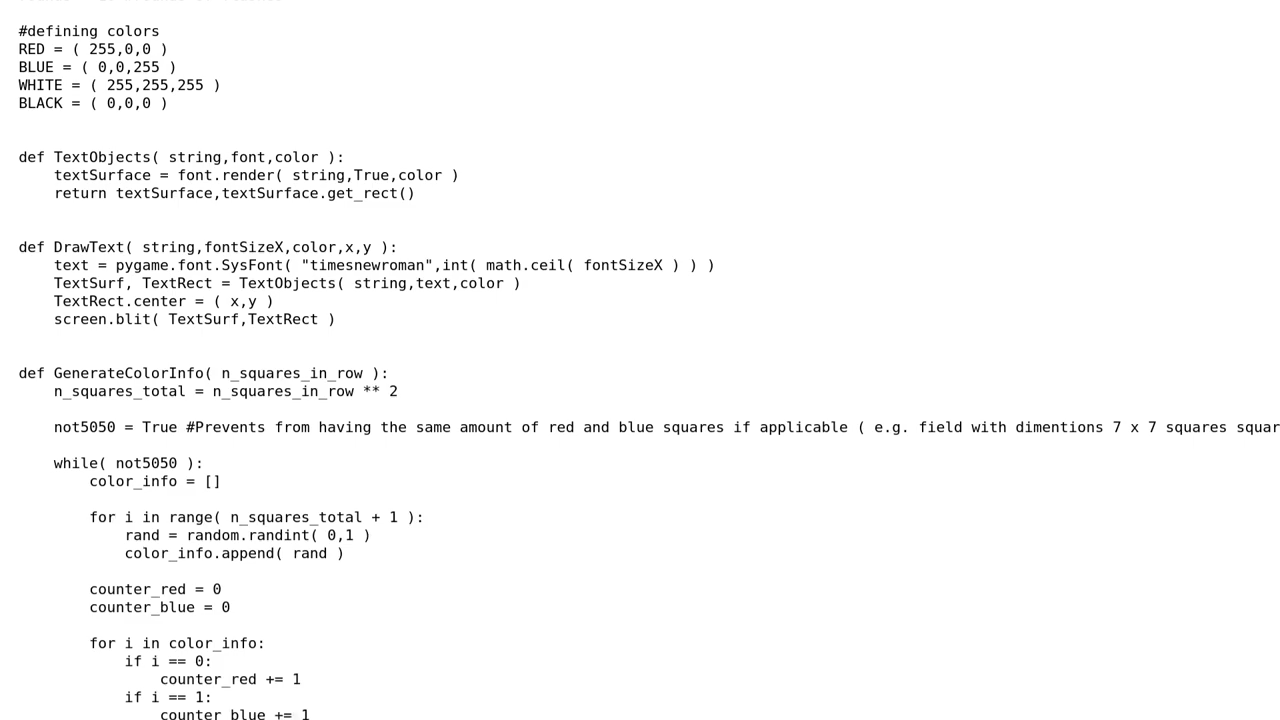 #defining colors
RED = ( 255,0,0 )
BLUE = ( 0,0,255 )
WHITE = ( 255,255,255 )
BLACK = ( 0,0,0 )
def TextObjects( string,font,color ):
    textSurface = font.render( string,True,color )
    return textSurface,textSurface.get_rect()
def DrawText( string,fontSizeX,color,x,y ):
    text = pygame.font.SysFont( "timesnewroman",int( math.ceil( fontSizeX ) ) )
    TextSurf, TextRect = TextObjects( string,text,color )
    TextRect.center = ( x,y )
    screen.blit( TextSurf,TextRect )
def GenerateColorInfo( n_squares_in_row ):
    n_squares_total = n_squares_in_row ** 2
    not5050 = True #Prevents from having the same amount of red and blue squares if applicable ( e.g. field with dimentions 7 x 7 squares squar
    while( not5050 ):
        color_info = []
        for i in range( n_squares_total + 1 ):
            rand = random.randint( 0,1 )
            color_info.append( rand )
        counter_red = 0
        counter_blue = 0
        for i in color_info:
            if i == 0:
                counter_red += 1
            if i == 1:
                counter_blue += 1